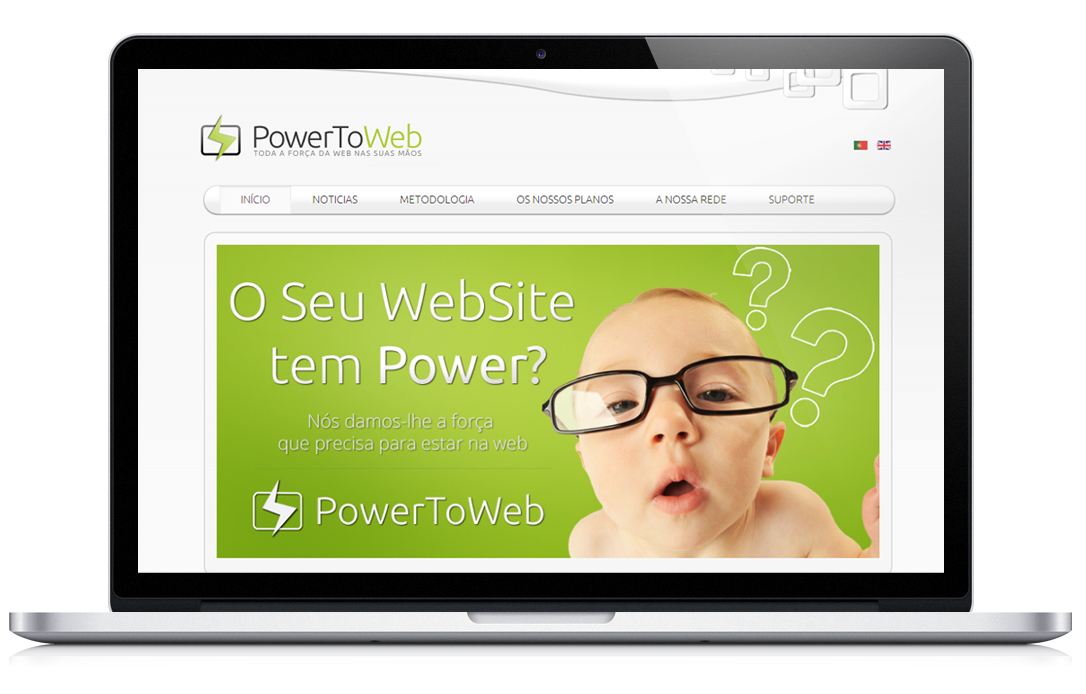 PowerToWeb
TODA A FORÇA DA WEB NAS SUAS MÃOS
INÍCIO NOTICIAS METODOLOGIA OS NOSSOS PLANOS A NOSSA REDE SUPORTE
O Seu WebSite
tem Power?
Nós damos-lhe a força
que precisa para estar na web
PowerToWeb